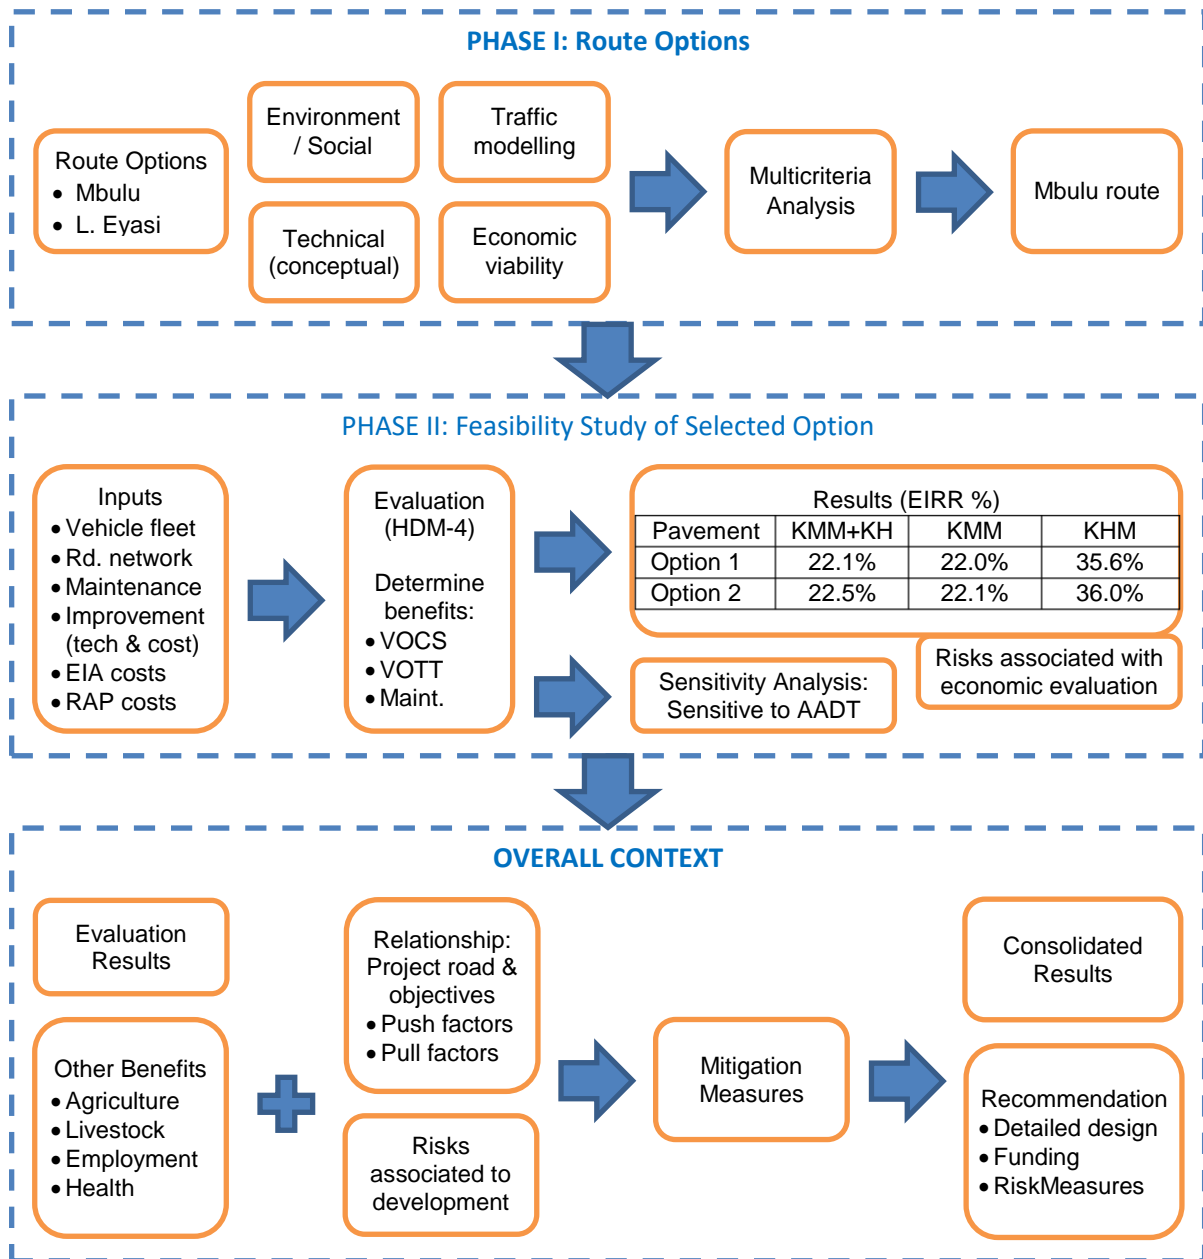 PHASE I: Route Options
Route Options
• Mbulu
• L. Eyasi
Environment
/ Social
Traffic
modelling
Technical
(conceptual)
Economic
viability
Multicriteria
Analysis
Mbulu route
PHASE II: Feasibility Study of Selected Option
Inputs
• Vehicle fleet
• Rd. network
• Maintenance
• Improvement
(tech & cost)
• EIA costs
• RAP costs
Evaluation
(HDM-4)
Determine
benefits:
• VOCS
• VOTT
• Maint.
Results (EIRR %)
Pavement KMM+KH KMM KHM
Option 1 22.1% 22.0% 35.6%
Option 2 22.5% 22.1% 36.0%
Sensitivity Analysis:
Sensitive to AADT
Risks associated with
economic evaluation
OVERALL CONTEXT
Evaluation
Results
Other Benefits
• Agriculture
• Livestock
• Employment
• Health
Relationship:
Project road &
objectives
• Push factors
• Pull factors
Risks
associated to
development
Mitigation
Measures
Consolidated
Results
Recommendation
• Detailed design
• Funding
• RiskMeasures